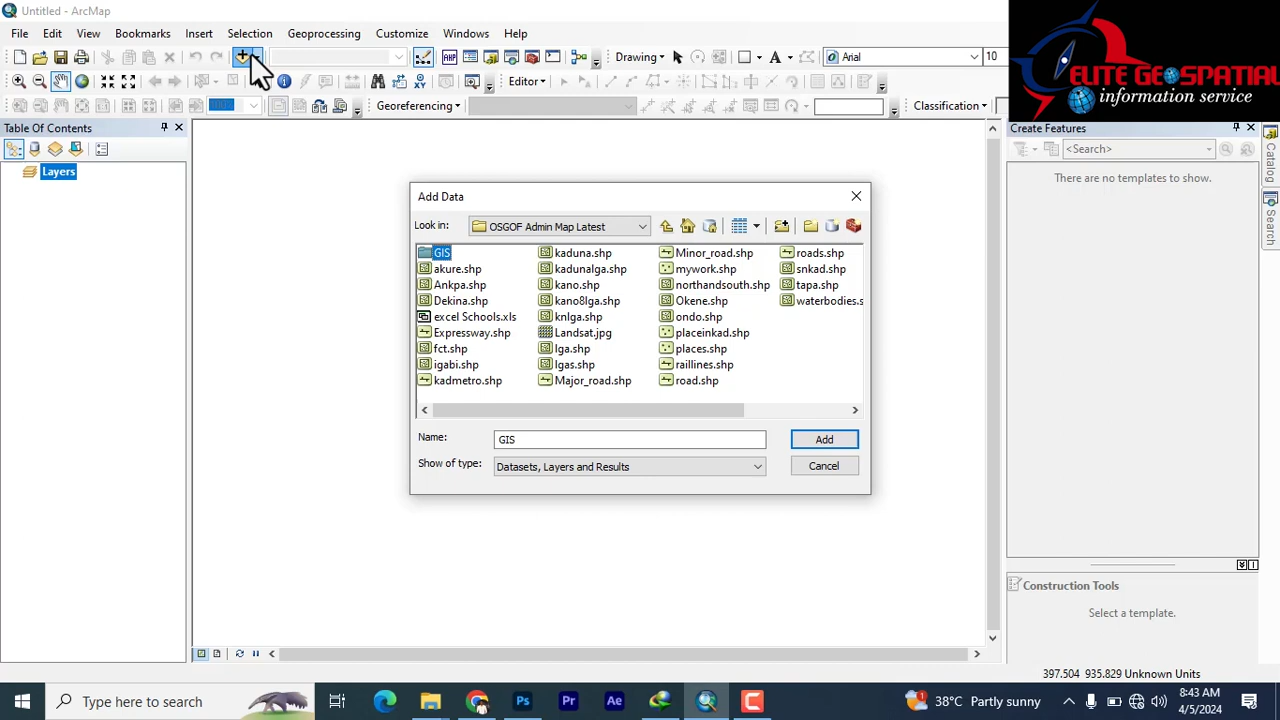 Untitled - ArcMap
File Edit View Bookmarks Insert Selection Geoprocessing Customize Windows Help
ELITE GEOSPATIAL
information service
Drawing
Arial
10
Editor
Georeferencing
Classification
Table Of Contents
Layers
Create Features
<Search>
There are no templates to show.
Catalog
Search
Add Data
Look in:
OSGOF Admin Map Latest
GIS
akure.shp
Ankpa.shp
Dekina.shp
excel Schools.xls
Expressway.shp
fct.shp
igabi.shp
kadmetro.shp
kaduna.shp
kadunalga.shp
kano.shp
kano8lga.shp
knlga.shp
Landsat.jpg
lga.shp
lgas.shp
Major_road.shp
Minor_road.shp
mywork.shp
northandsouth.shp
Okene.shp
ondo.shp
placeinkad.shp
places.shp
raillines.shp
road.shp
roads.shp
snkad.shp
tapa.shp
waterbodies.s
Name:
GIS
Add
Show of type:
Datasets, Layers and Results
Cancel
Construction Tools
Select a template.
397.504 935.829 Unknown Units
Type here to search
38°C Partly sunny
8:43 AM
4/5/2024